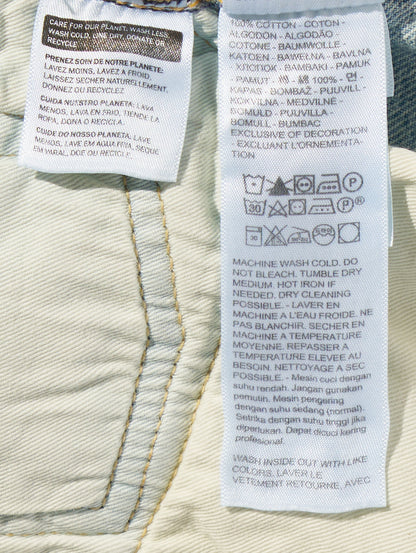 CARE FOR OUR PLANET: WASH LESS,
WASH COLD, LINE DRY, DONATE OR
RECYCLE
PRENEZ SOIN DE NOTRE PLANETE:
LAVEZ MOINS, LAVEZ A FROID,
LAISSEZ SECHER NATURELLEMENT,
DONNEZ OU RECYCLEZ
CUIDA NUESTRO PLANETA: LAVA
MENOS, LAVA EN FRIO, TIENDE LA
ROPA, DONA O RECICLA.
CUIDE DO NOSSO PLANETA: LAVE
MENOS, LAVE EM AGUA FRIA, SEQUE
EM VARAL, DOE OU RECICLE.
100% COTTON - COTON -
ALGODÓN - ALGODÃO -
COTONE - BAUMWOLLE -
KATOEN - BAWEŁNA - BAVLNA
- ΧΛOΠOK - BAMBAKI - PAMUK
- PAMUT - 100% -
KAPAS - BOMBAŽ - PUUVILL -
KOKVILNA - MEDVILNĖ -
BOMULD - PUUVILLA -
BOMULL - BUMBAC
EXCLUSIVE OF DECORATION
- EXCLUANT L'ORNEMENTA-
TION
P
30 P
30
MACHINE WASH COLD. DO
NOT BLEACH. TUMBLE DRY
MEDIUM. HOT IRON IF
NEEDED. DRY CLEANING
POSSIBLE. - LAVER EN
MACHINE A L'EAU FROIDE. NE
PAS BLANCHIR. SECHER EN
MACHINE A TEMPERATURE
MOYENNE. REPASSER A
TEMPERATURE ELEVEE AU
BESOIN. NETTOYAGE A SEC
POSSIBLE. - Mesin cuci dengan
suhu rendah. Jangan gunakan
pemutin. Mesin pengering
dengan suhu sedang (normal).
Setrika dengan suhu tinggi jika
diperlukan. Dapat dicuci kering
profesional.
WASH INSIDE OUT WITH LIKE
COLORS, LAVER LE
VETEMENT RETOURNE, AVEC